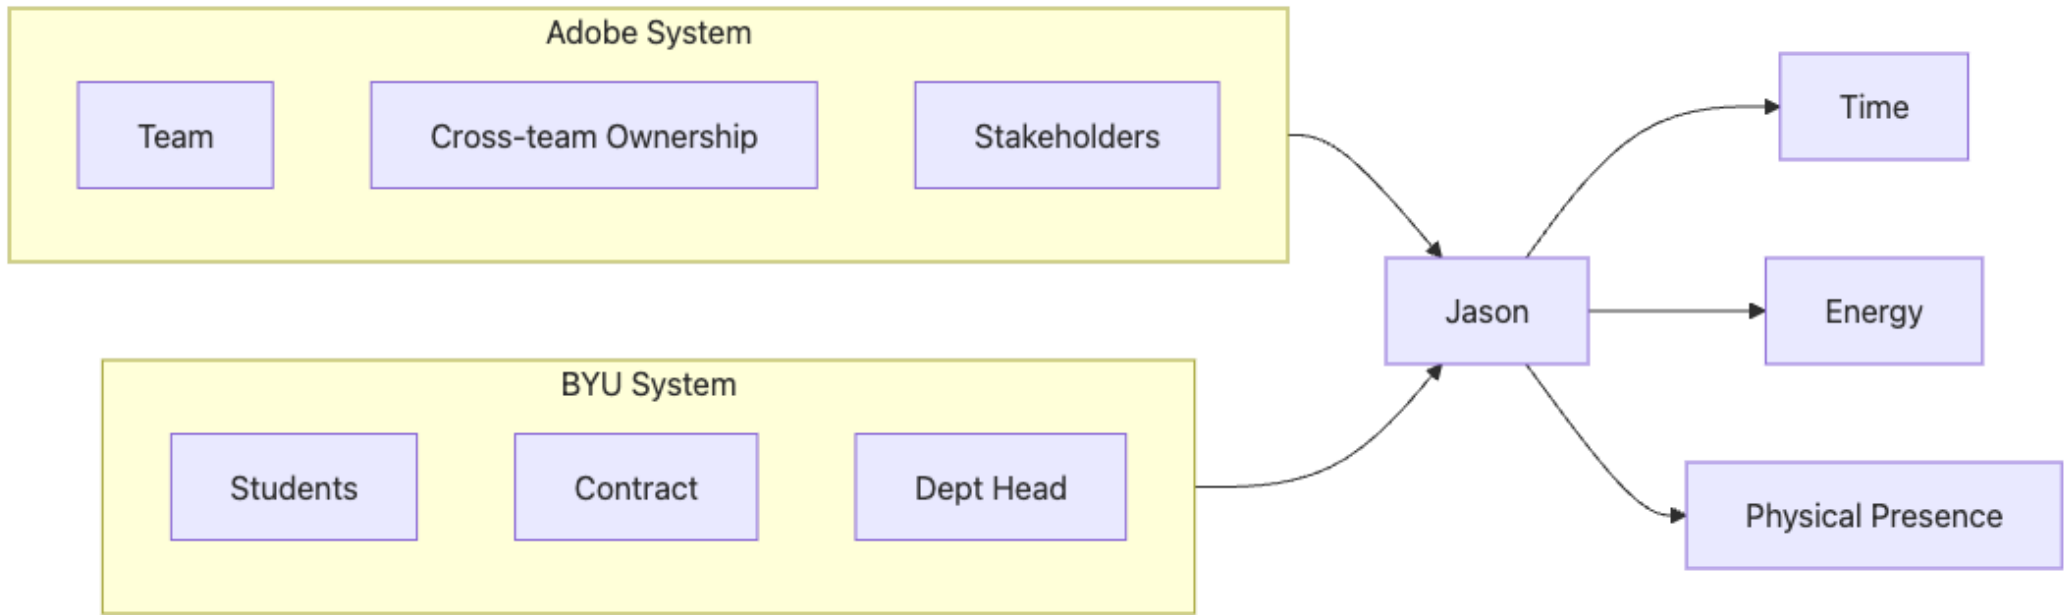 Adobe System
Team
Cross-team Ownership
Stakeholders
BYU System
Students
Contract
Dept Head
Jason
Time
Energy
Physical Presence